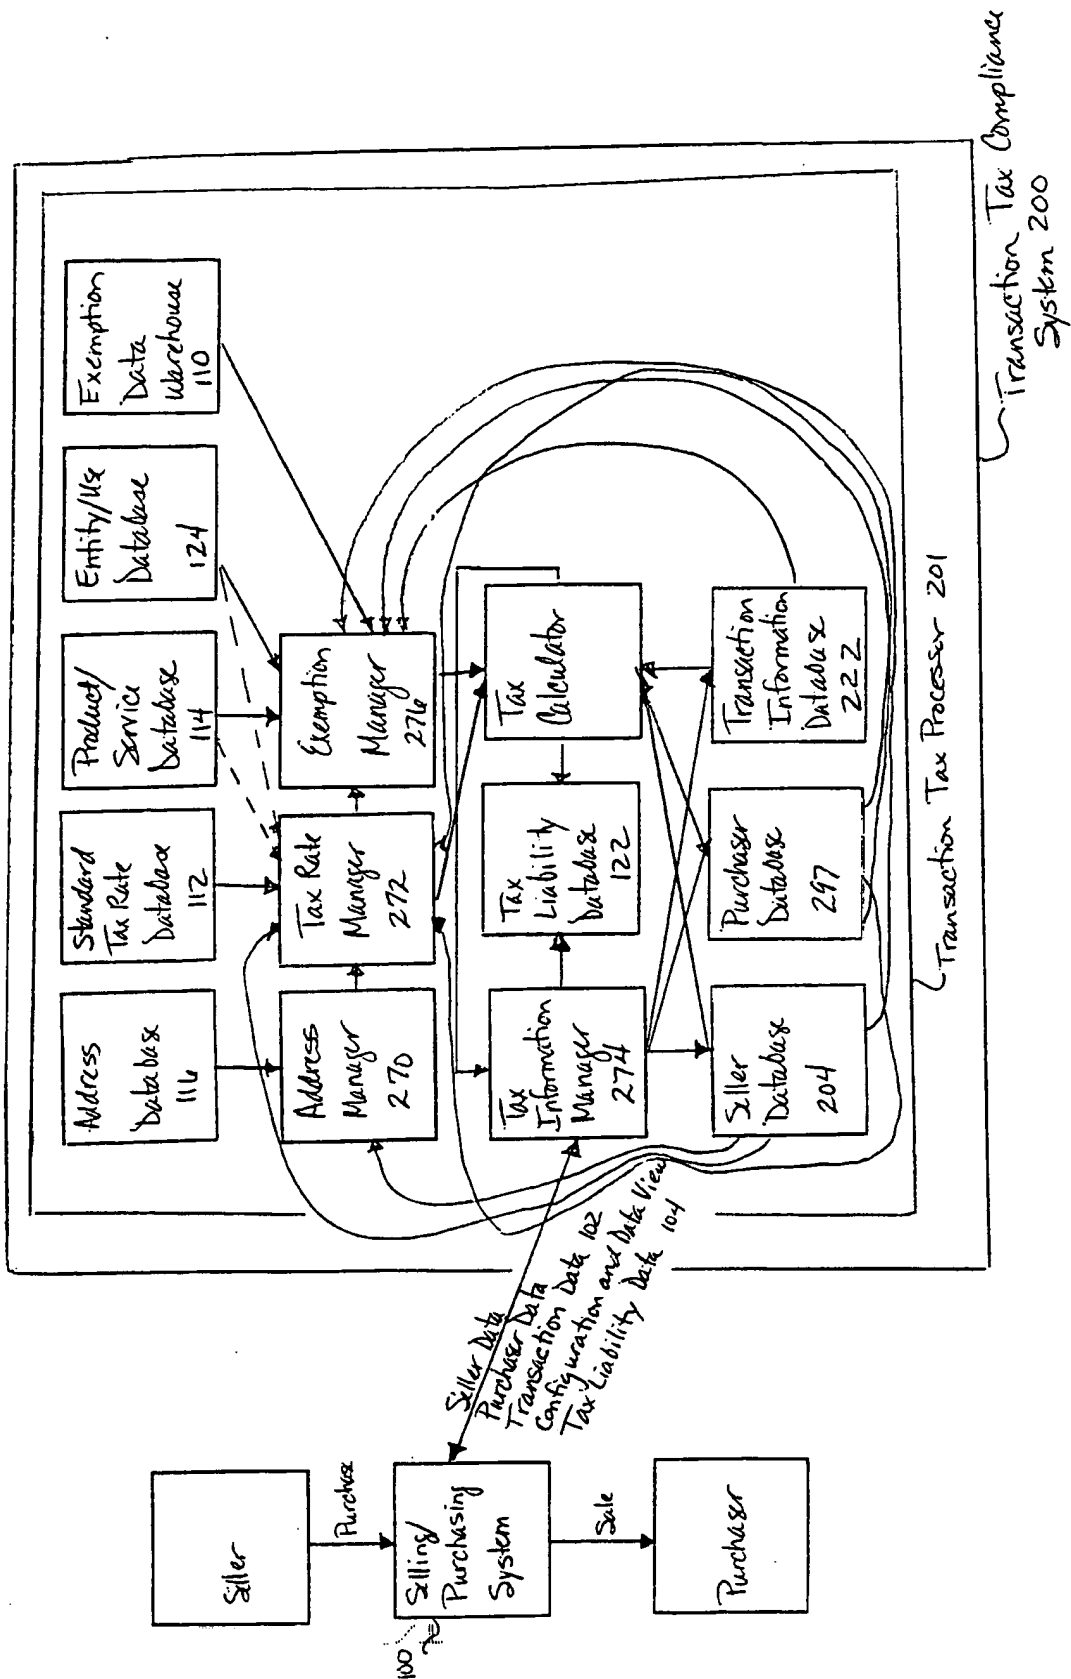 Seller
Purchase
100
Selling/
Purchasing
System
Sale
Purchaser
Seller Data
Purchaser Data
Transaction Data 102
Configuration and Data View
Tax Liability Data 104
Address
Database
116
Standard
Tax Rate
Database
112
Product/
Service
Database
114
Entity/Use
Database
124
Exemption
Data
Warehouse
110
Address
Manager
270
Tax Rate
Manager
272
Exemption
Manager
276
Tax
Information
Manager
274
Tax
Liability
Database
122
Tax
Calculator
Seller
Database
204
Purchaser
Database
297
Transaction
Information
Database
222
Transaction Tax Processor 201
Transaction Tax Compliance
System 200